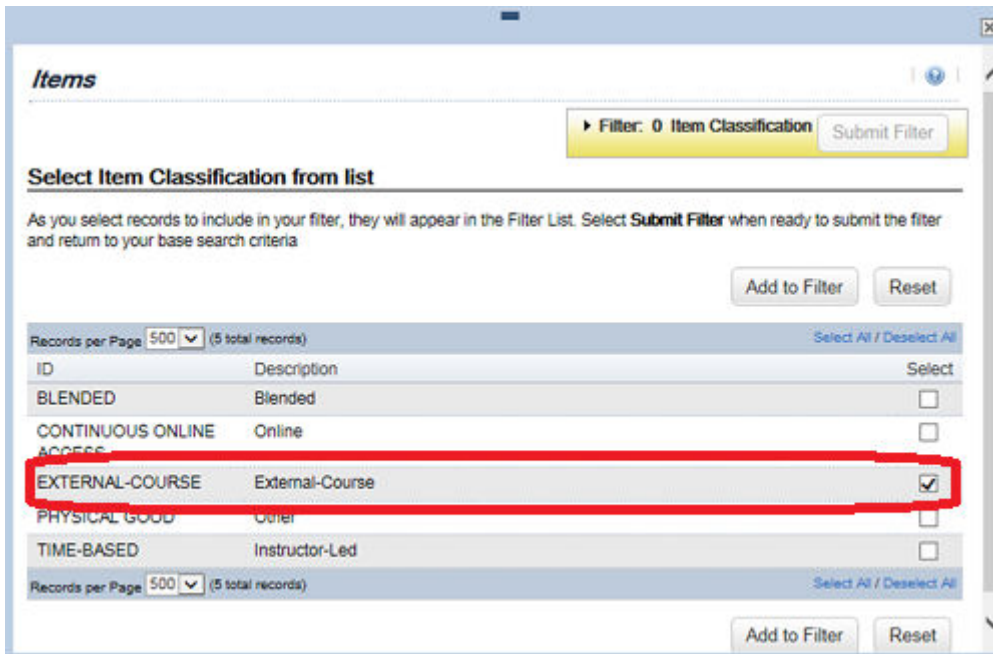 Items
Filter: 0 Item Classification Submit Filter
Select Item Classification from list
As you select records to include in your filter, they will appear in the Filter List. Select Submit Filter when ready to submit the filter
and return to your base search criteria
Add to Filter Reset
Records per Page 500 (5 total records) Select All / Deselect All
ID Description Select
BLENDED Blended
CONTINUOUS ONLINE Online
ACCESS
EXTERNAL-COURSE External-Course
PHYSICAL GOOD Other
TIME-BASED Instructor-Led
Records per Page 500 (5 total records) Select All / Deselect All
Add to Filter Reset